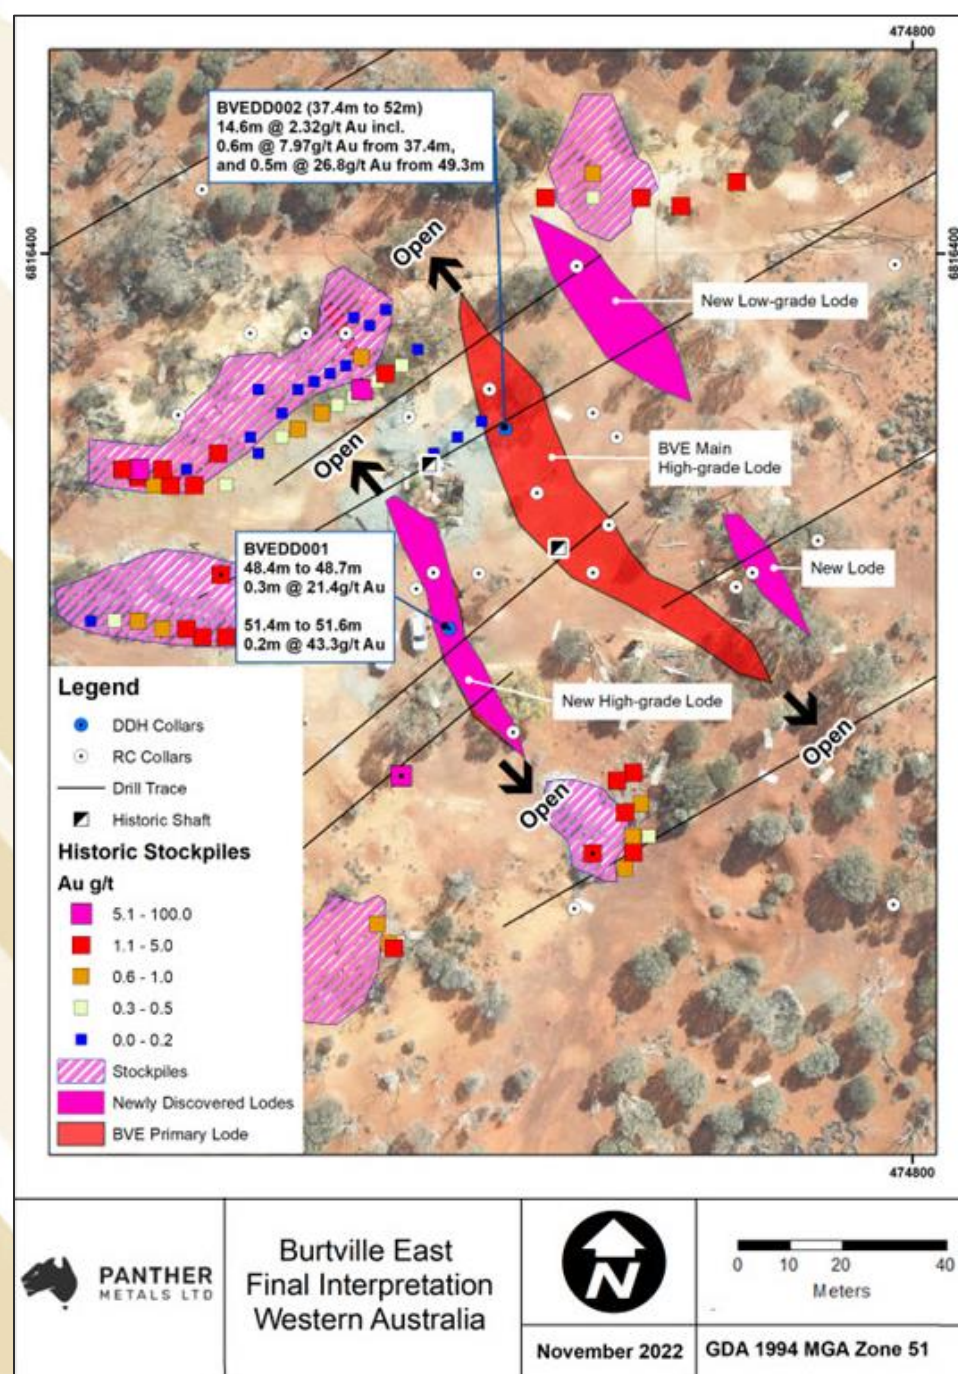 474800
BVEDD002 (37.4m to 52m)
14.6m @ 2.32g/t Au incl.
0.6m @ 7.97g/t Au from 37.4m,
and 0.5m @ 26.8g/t Au from 49.3m
6816400
6816400
Open
New Low-grade Lode
Open
BVE Main
High-grade Lode
BVEDD001
48.4m to 48.7m
0.3m @ 21.4g/t Au
51.4m to 51.6m
0.2m @ 43.3g/t Au
New Lode
New High-grade Lode
Open
Open
Legend
DDH Collars
RC Collars
Drill Trace
Historic Shaft
Historic Stockpiles
Au g/t
5.1 - 100.0
1.1 - 5.0
0.6 - 1.0
0.3 - 0.5
0.0 - 0.2
Stockpiles
Newly Discovered Lodes
BVE Primary Lode
474800
PANTHER
METALS LTD
Burtville East
Final Interpretation
Western Australia
N
November 2022
0 10 20 40
Meters
GDA 1994 MGA Zone 51